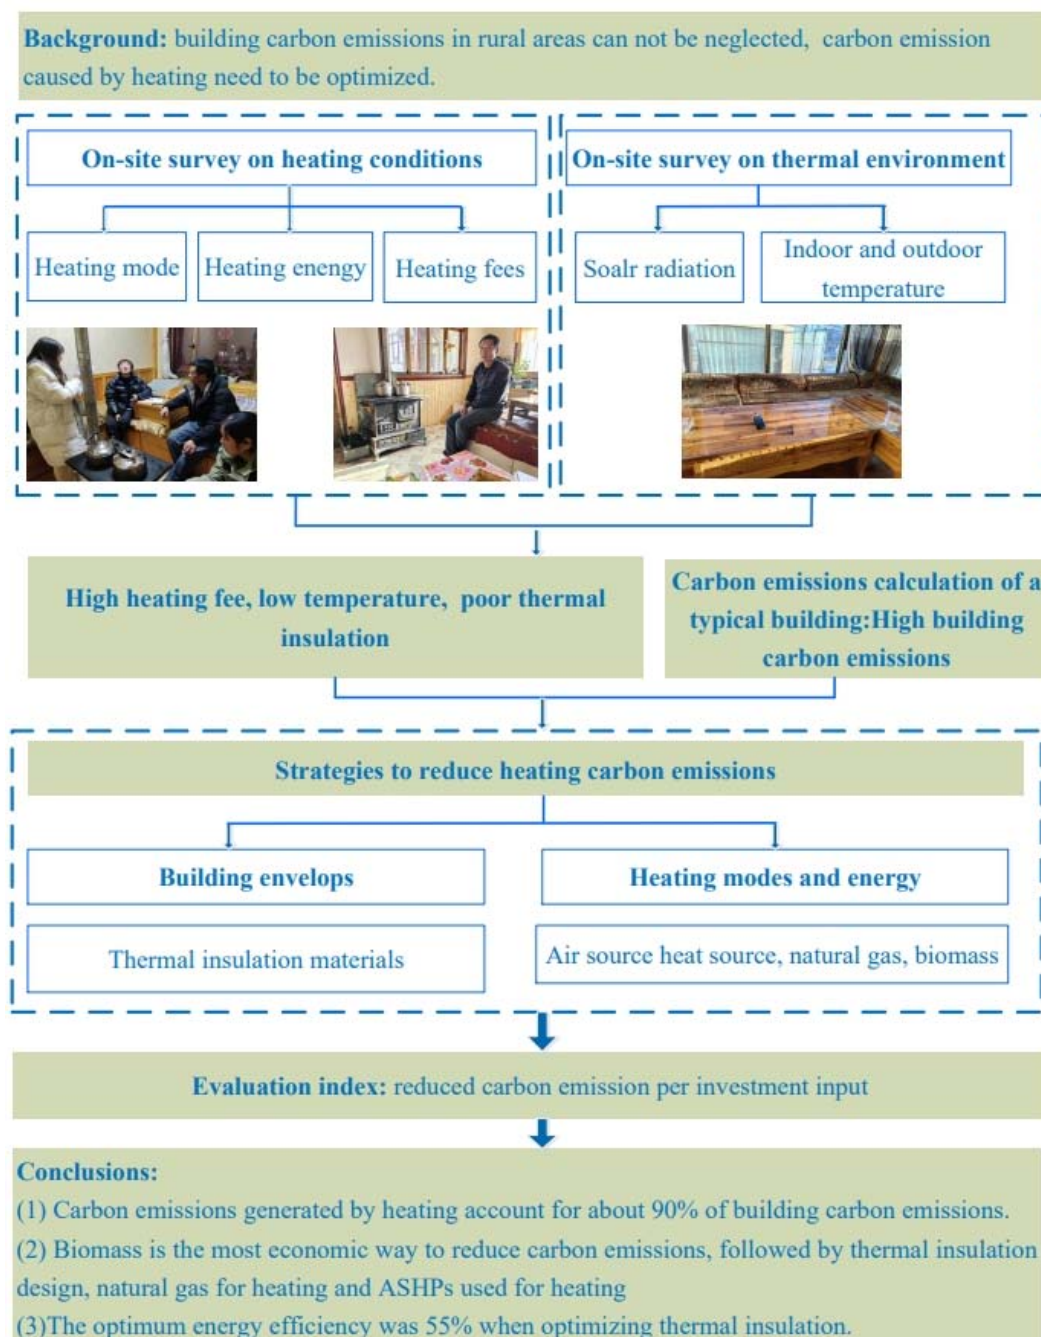 Background: building carbon emissions in rural areas can not be neglected, carbon emission
caused by heating need to be optimized.
On-site survey on heating conditions
On-site survey on thermal environment
Heating mode
Heating enengy
Heating fees
Soalr radiation
Indoor and outdoor
temperature
High heating fee, low temperature, poor thermal
insulation
Carbon emissions calculation of a
typical building:High building
carbon emissions
Strategies to reduce heating carbon emissions
Building envelops
Heating modes and energy
Thermal insulation materials
Air source heat source, natural gas, biomass
Evaluation index: reduced carbon emission per investment input
Conclusions:
(1) Carbon emissions generated by heating account for about 90% of building carbon emissions.
(2) Biomass is the most economic way to reduce carbon emissions, followed by thermal insulation
design, natural gas for heating and ASHPs used for heating
(3)The optimum energy efficiency was 55% when optimizing thermal insulation.